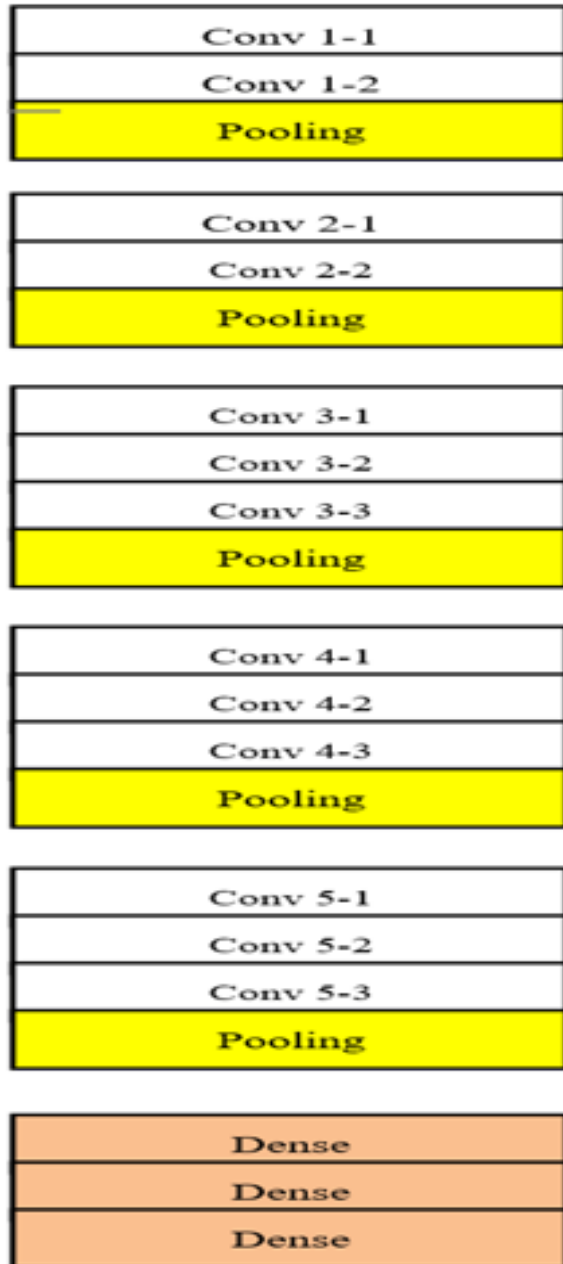 Conv 1-1
Conv 1-2
Pooling
Conv 2-1
Conv 2-2
Pooling
Conv 3-1
Conv 3-2
Conv 3-3
Pooling
Conv 4-1
Conv 4-2
Conv 4-3
Pooling
Conv 5-1
Conv 5-2
Conv 5-3
Pooling
Dense
Dense
Dense